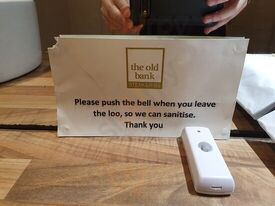 the old
bank
Please push the bell when you leave
the loo, so we can sanitise.
Thank you